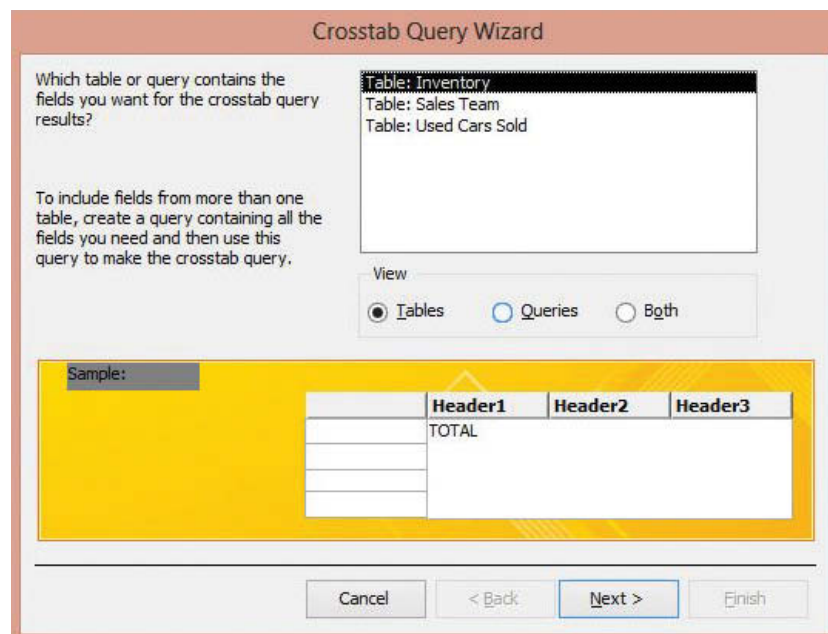 Crosstab Query Wizard
Which table or query contains the
fields you want for the crosstab query
results?
To include fields from more than one
table, create a query containing all the
fields you need and then use this
query to make the crosstab query.
Table: Inventory
Table: Sales Team
Table: Used Cars Sold
View
Tables Queries Both
Sample:
Header1 Header2 Header3
TOTAL
Cancel < Back Next > Finish